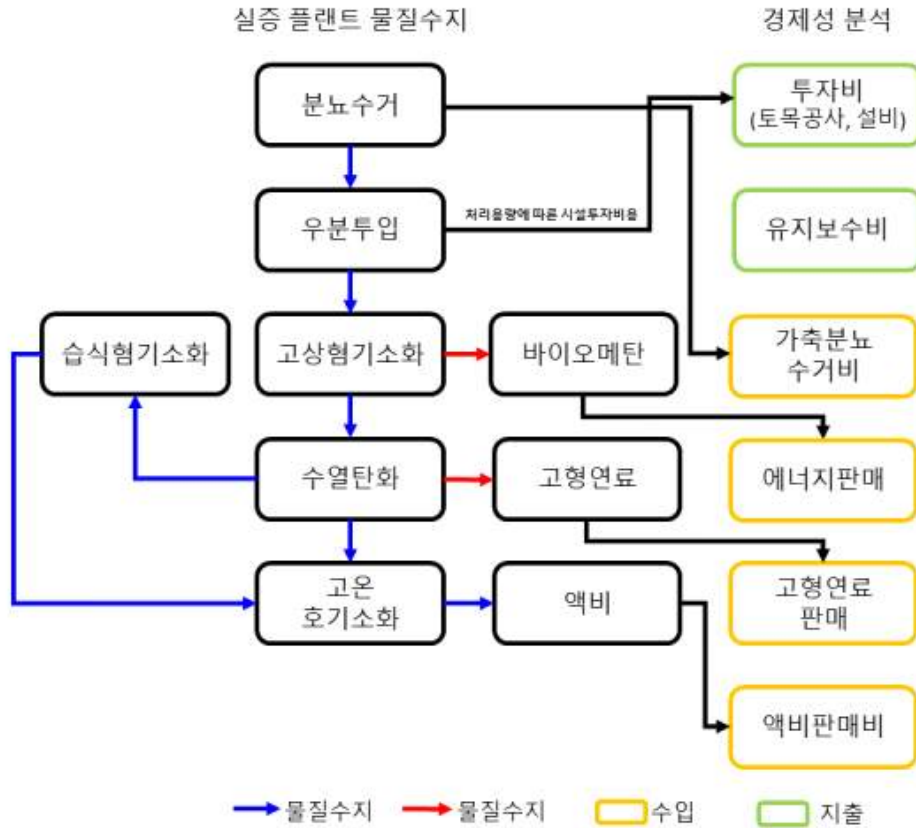 실증 플랜트 물질수지
경제성 분석
분뇨수거
투자비
(토목공사, 설비)
우분투입
처리용량에 따른 시설투자비용
유지보수비
습식혐기소화
고상혐기소화
바이오메탄
가축분뇨
수거비
수열탄화
고형연료
에너지판매
고온
호기소화
액비
고형연료
판매
액비판매비
물질수지
물질수지
수입
지출